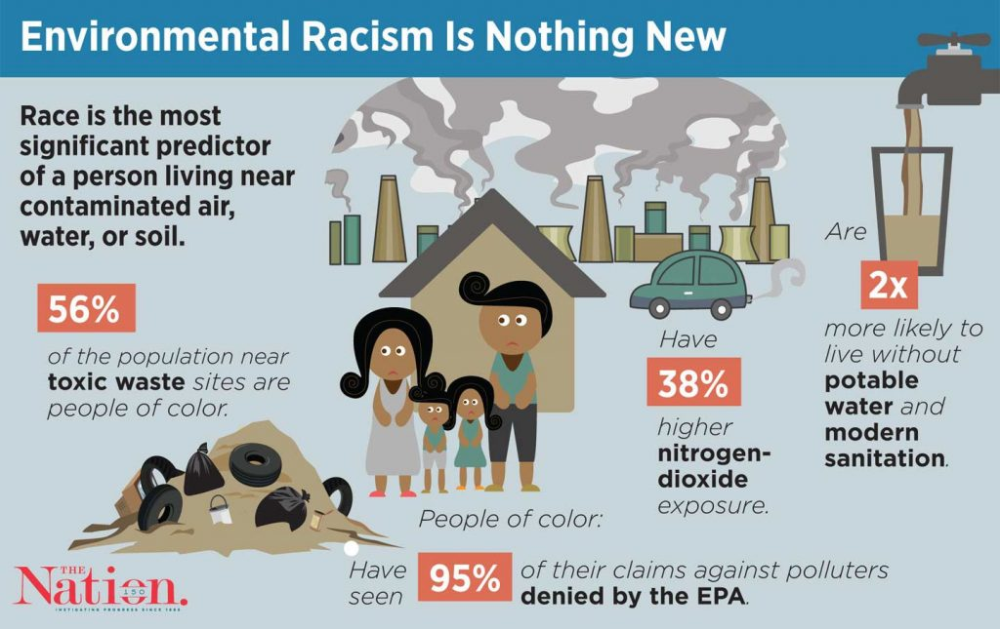 Environmental Racism Is Nothing New
Race is the most
significant predictor
of a person living near
contaminated air,
water, or soil.
56%
of the population near
toxic waste sites are
people of color.
People of color:
Have
38%
higher
nitrogen-
dioxide
exposure.
Are
2x
more likely to
live without
potable
water and
modern
sanitation.
Have seen 95% of their claims against polluters
denied by the EPA.
THE
Nation.
150
INSTIGATING PROGRESS SINCE 1865